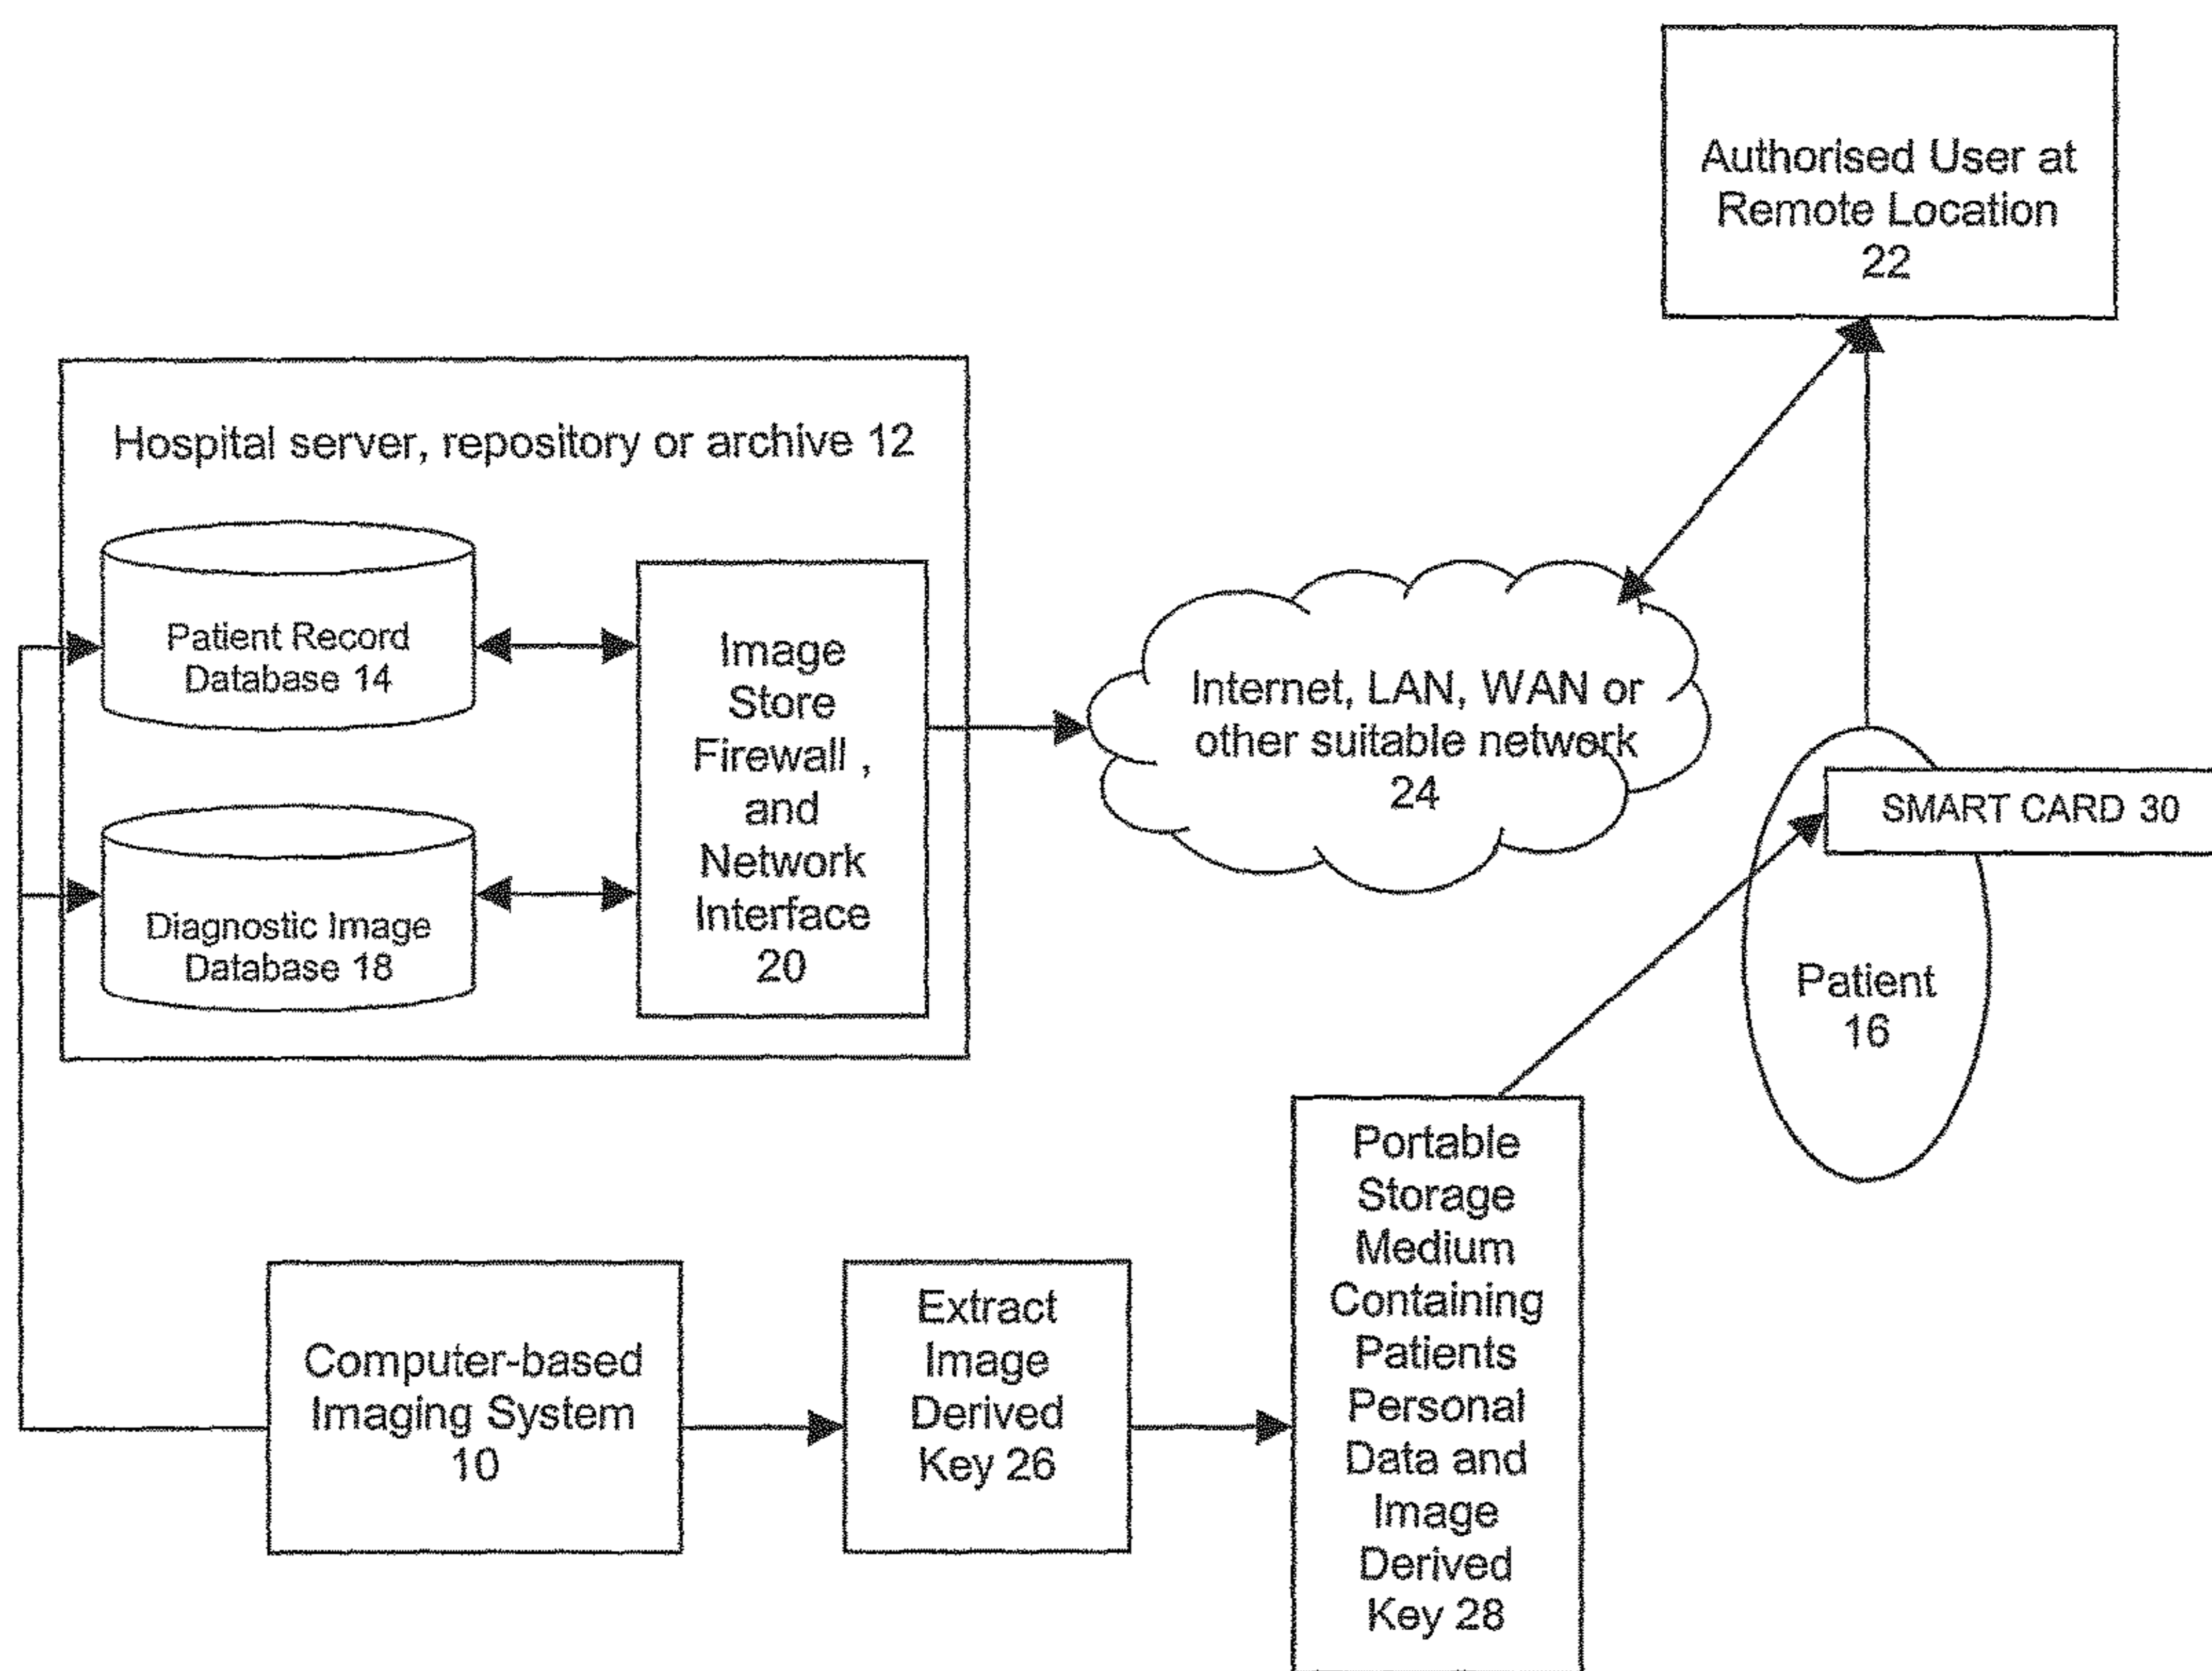 Authorised User at
Remote Location
22
Hospital server, repository or archive 12
Patient Record
Database 14
Diagnostic Image
Database 18
Image
Store
Firewall ,
and
Network
Interface
20
Internet, LAN, WAN or
other suitable network
24
SMART CARD 30
Patient
16
Computer-based
Imaging System
10
Extract
Image
Derived
Key 26
Portable
Storage
Medium
Containing
Patients
Personal
Data and
Image
Derived
Key 28